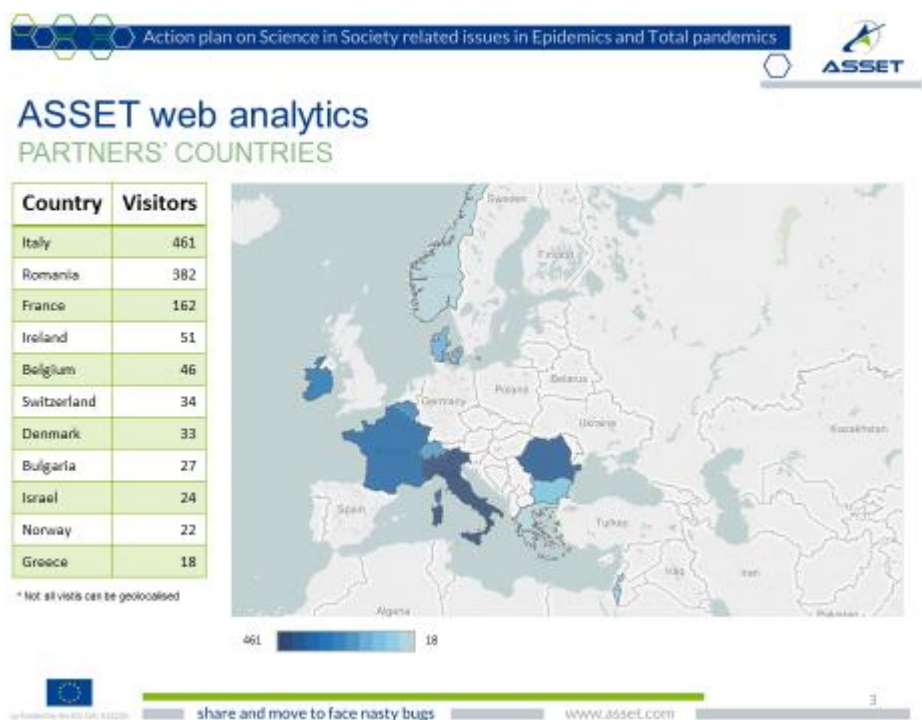 Action plan on Science in Society related issues in Epidemics and Total pandemics
ASSET
ASSET web analytics
PARTNERS' COUNTRIES
Country Visitors
Italy 461
Romania 382
France 162
Ireland 51
Belgium 46
Switzerland 34
Denmark 33
Bulgaria 27
Israel 24
Norway 22
Greece 18
* Not all visits can be geolocalised
Sweden
Finland
Belarus
Poland
Germany
Ukraine
Kazakhstan
Spain
Turkey
Iraq
Iran
Algeria
Pakistan
461 18
3
share and move to face nasty bugs
www.asset.com